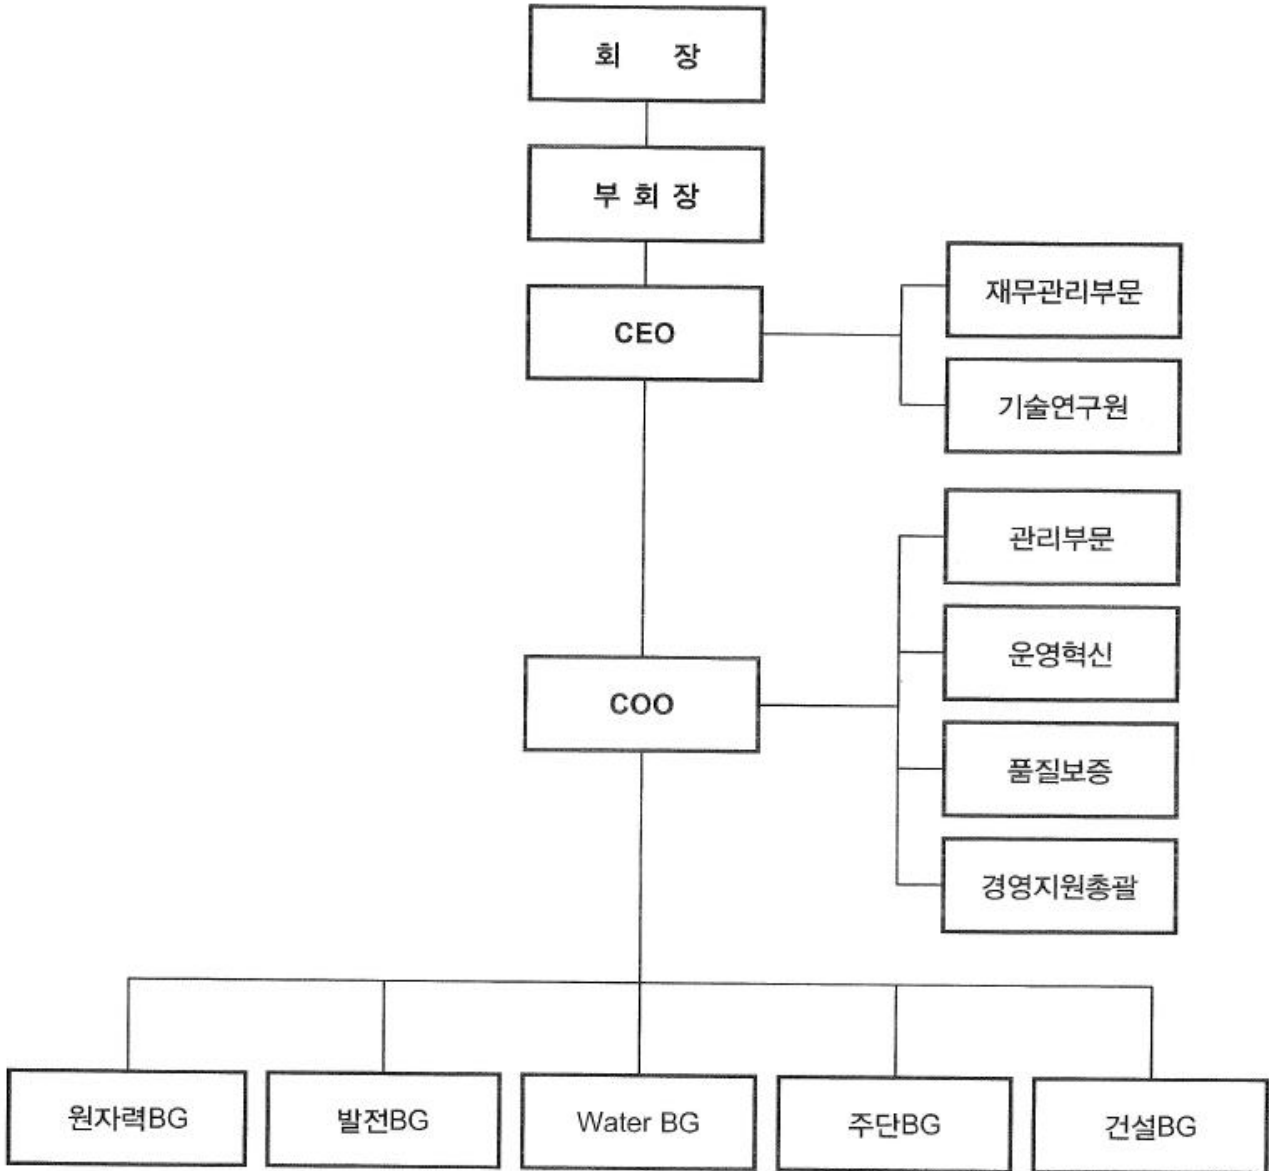 회 장
부 회 장
CEO
재무관리부문
기술연구원
COO
관리부문
운영혁신
품질보증
경영지원총괄
원자력BG
발전BG
Water BG
주단BG
건설BG